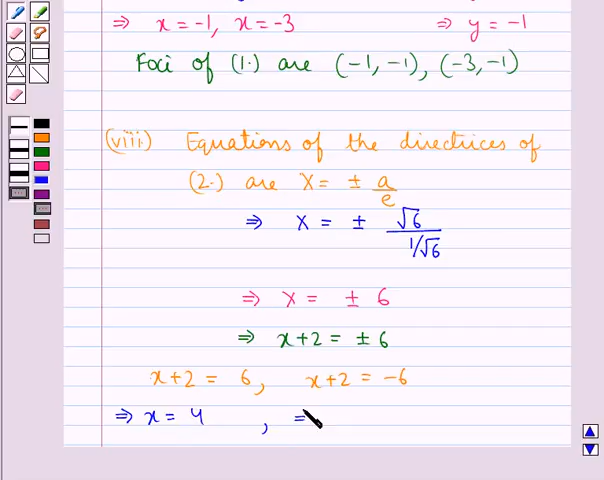 ⇒ x = -1, x = -3 ⇒ y = -1
Foci of (1.) are (-1, -1), (-3, -1)
(viii.) Equations of the directrices of
(2.) are X = ± a/e
⇒ X = ± √6 / 1/√6
⇒ X = ± 6
⇒ x+2 = ± 6
x+2 = 6, x+2 = -6
⇒ x = 4 , =